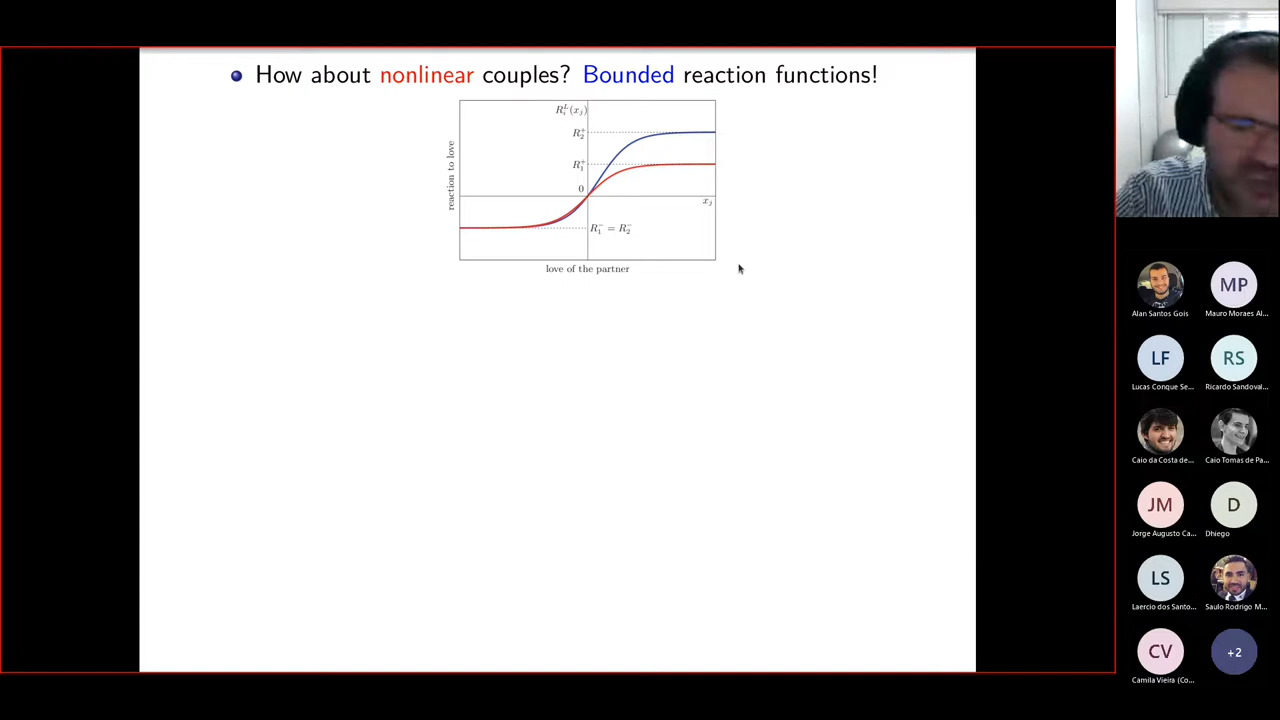 How about nonlinear couples? Bounded reaction functions!
R_i^L(x_j)
R_2^+
R_1^+
0
x_j
R_1^- = R_2^-
reaction to love
love of the partner
Alan Santos Gois
MP
Mauro Moraes Al...
LF
Lucas Conque Se...
RS
Ricardo Sandoval...
Caio da Costa de...
Caio Tomas de Pa...
JM
Jorge Augusto Ca...
D
Dhiego
LS
Laercio dos Santo...
Saulo Rodrigo M...
CV
Camila Vieira (Co...
+2